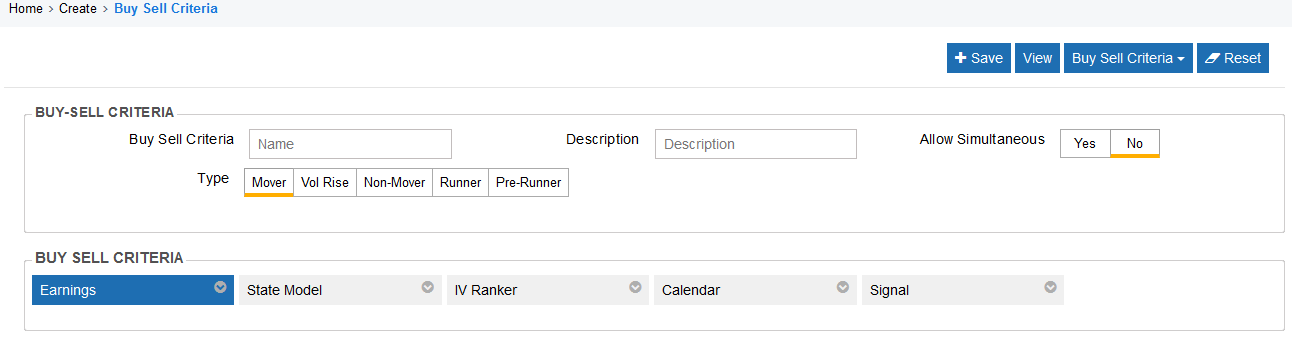 Home > Create > Buy Sell Criteria
Save View Buy Sell Criteria Reset
BUY-SELL CRITERIA
Buy Sell Criteria Name Description Description Allow Simultaneous Yes No
Type Mover Vol Rise Non-Mover Runner Pre-Runner
BUY SELL CRITERIA
Earnings State Model IV Ranker Calendar Signal